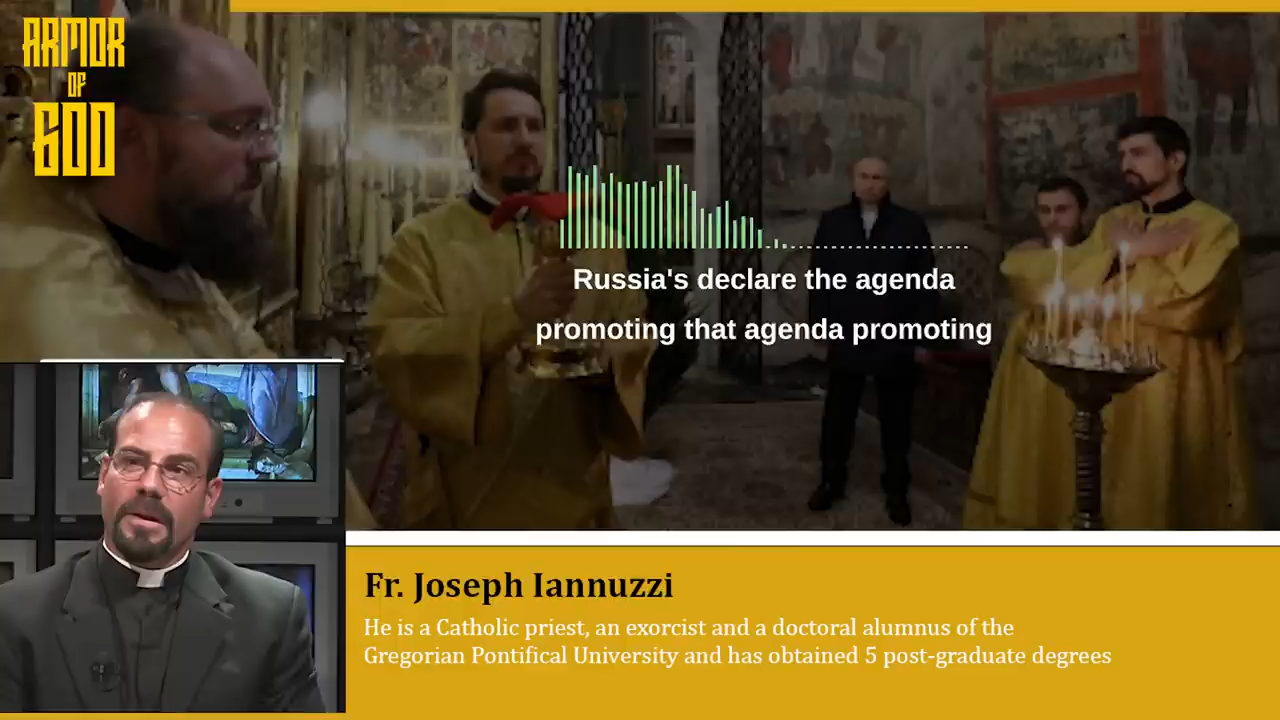 ARMOR
OF
GOD
Russia's declare the agenda
promoting that agenda promoting
Fr. Joseph Iannuzzi
He is a Catholic priest, an exorcist and a doctoral alumnus of the
Gregorian Pontifical University and has obtained 5 post-graduate degrees